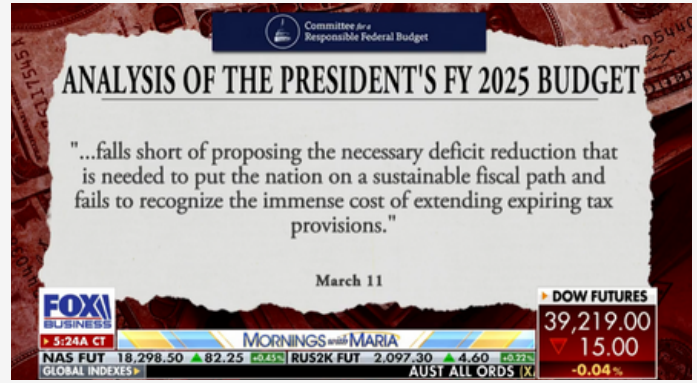 Committee for a
Responsible Federal Budget
ANALYSIS OF THE PRESIDENT'S FY 2025 BUDGET
"...falls short of proposing the necessary deficit reduction that
is needed to put the nation on a sustainable fiscal path and
fails to recognize the immense cost of extending expiring tax
provisions."
March 11
FOX
BUSINESS
5:24A CT
MORNINGS with MARIA
DOW FUTURES
39,219.00
15.00
-0.04%
NAS FUT 18,298.50 ▲82.25 +0.45% RUS2K FUT 2,097.30 ▲4.60 +0.22%
GLOBAL INDEXES AUST ALL ORDS